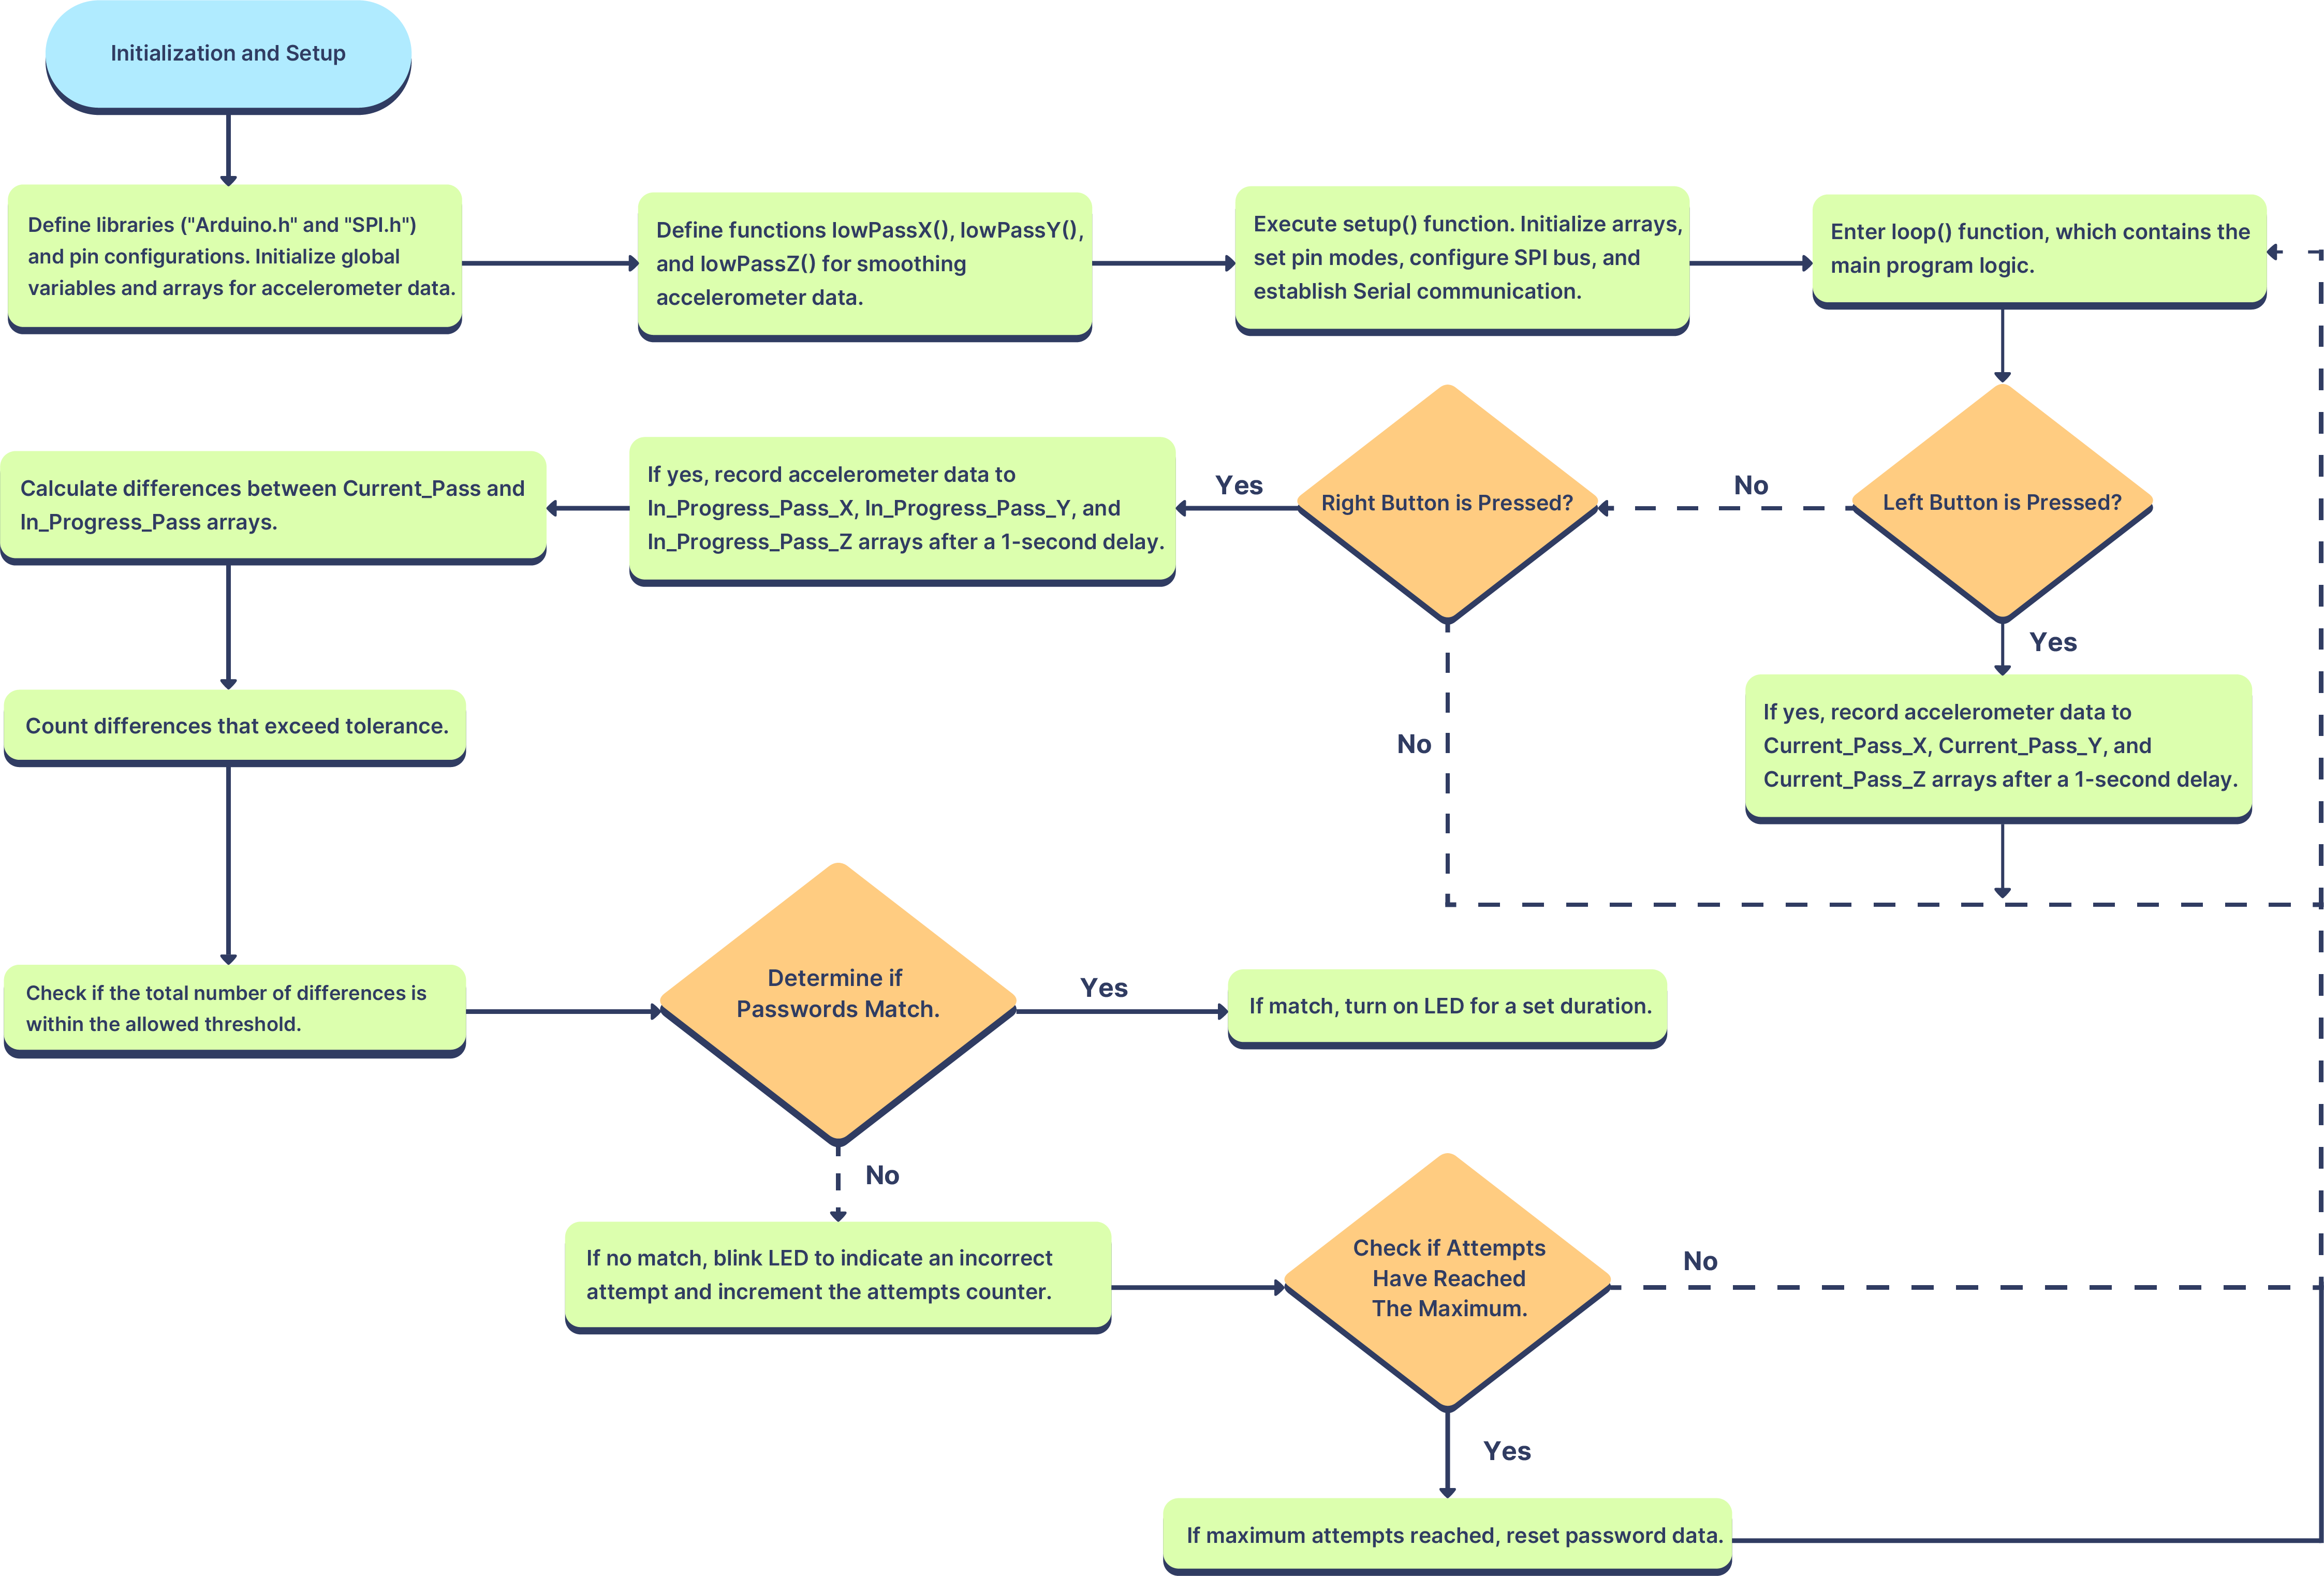 Initialization and Setup
Define libraries ("Arduino.h" and "SPI.h")
and pin configurations. Initialize global
variables and arrays for accelerometer data.
Define functions lowPassX(), lowPassY(),
and lowPassZ() for smoothing
accelerometer data.
Execute setup() function. Initialize arrays,
set pin modes, configure SPI bus, and
establish Serial communication.
Enter loop() function, which contains the
main program logic.
Left Button is Pressed?
No
Right Button is Pressed?
Yes
If yes, record accelerometer data to
In_Progress_Pass_X, In_Progress_Pass_Y, and
In_Progress_Pass_Z arrays after a 1-second delay.
Calculate differences between Current_Pass and
In_Progress_Pass arrays.
Yes
If yes, record accelerometer data to
Current_Pass_X, Current_Pass_Y, and
Current_Pass_Z arrays after a 1-second delay.
No
Count differences that exceed tolerance.
Check if the total number of differences is
within the allowed threshold.
Determine if
Passwords Match.
Yes
If match, turn on LED for a set duration.
No
If no match, blink LED to indicate an incorrect
attempt and increment the attempts counter.
Check if Attempts
Have Reached
The Maximum.
No
Yes
If maximum attempts reached, reset password data.